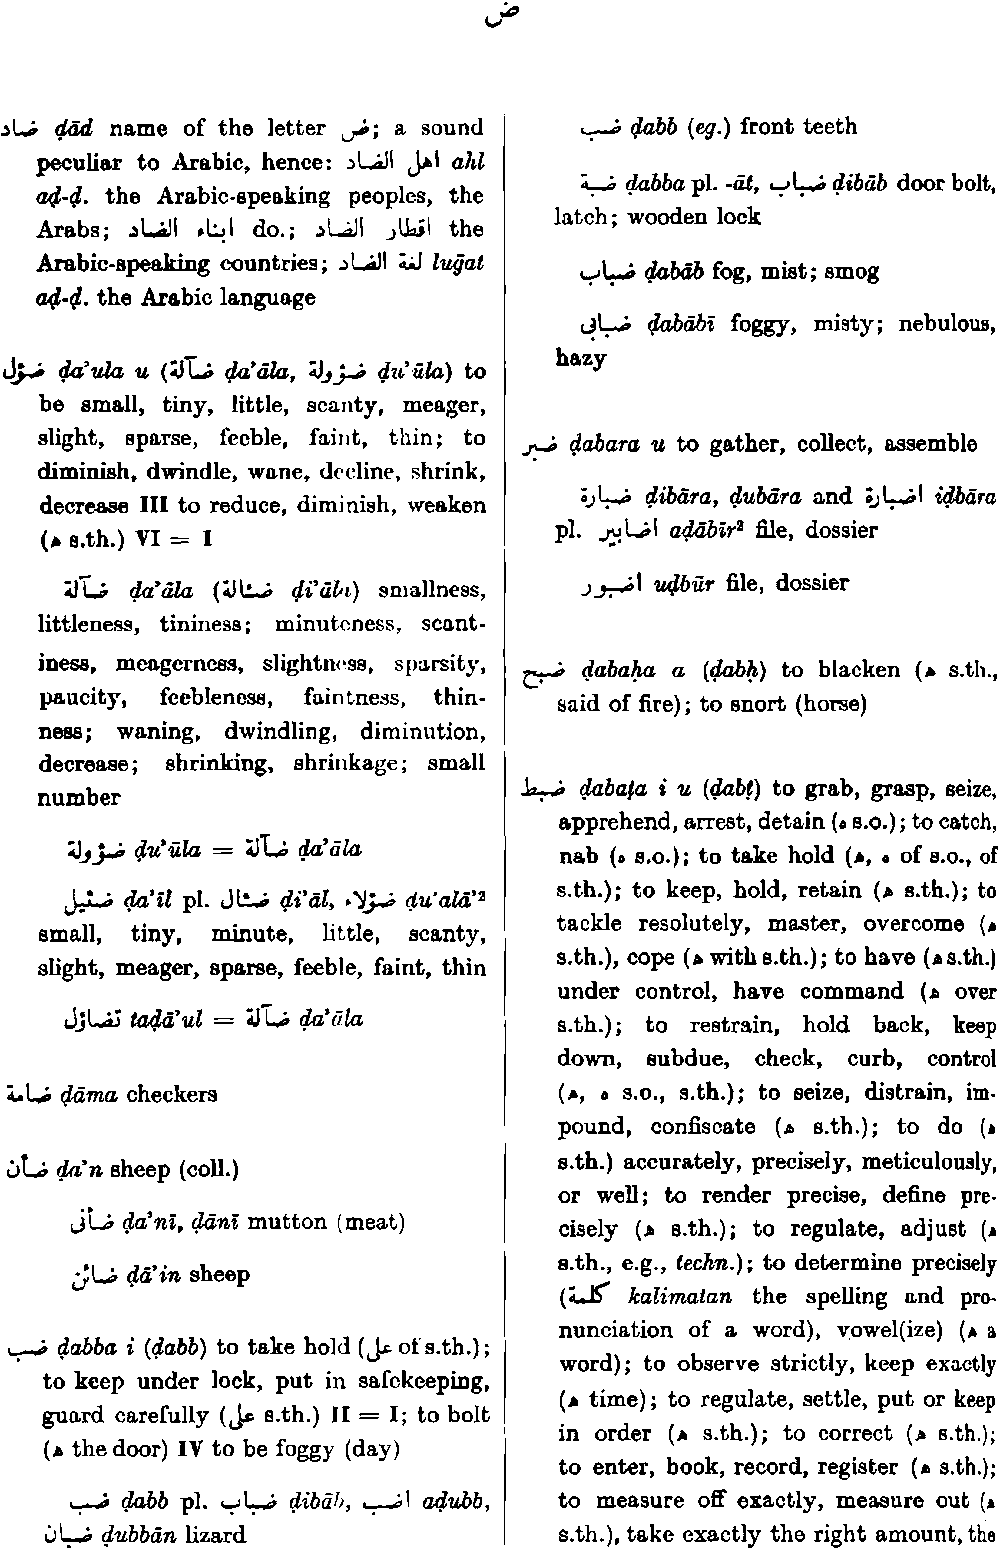 ض
ضاد ḍād name of the letter ض; a sound
peculiar to Arabic, hence: اهل الضاد ahl
aḍ-ḍ. the Arabic-speaking peoples, the
Arabs; ابناء الضاد do.; اقطار الضاد the
Arabic-speaking countries; لغة الضاد luḡat
aḍ-ḍ. the Arabic language
ضؤل ḍa’ula u (ضآلة ḍa’āla, ضؤولة ḍu’ūla) to
be small, tiny, little, scanty, meager,
slight, sparse, feeble, faint, thin; to
diminish, dwindle, wane, decline, shrink,
decrease III to reduce, diminish, weaken
(ه s.th.) VI = I
ضآلة ḍa’āla (ضئالة ḍi’āla) smallness,
littleness, tininess; minuteness, scant-
iness, meagerness, slightness, sparsity,
paucity, feebleness, faintness, thin-
ness; waning, dwindling, diminution,
decrease; shrinking, shrinkage; small
number
ضؤولة ḍu’ūla = ضآلة ḍa’āla
ضئيل ḍa’īl pl. ضئال ḍi’āl, ضؤلاء ḍu’alā’²
small, tiny, minute, little, scanty,
slight, meager, sparse, feeble, faint, thin
تضاؤل taḍā’ul = ضآلة ḍa’āla
ضامة ḍāma checkers
ضأن ḍa’n sheep (coll.)
ضأنى ḍa’nī, ḍānī mutton (meat)
ضائن ḍā’in sheep
ضب ḍabba i (ḍabb) to take hold (على of s.th.);
to keep under lock, put in safekeeping,
guard carefully (على s.th.) II = I; to bolt
(ه the door) IV to be foggy (day)
ضب ḍabb pl. ضباب ḍibāb, اضب aḍubb,
ضبان ḍubbān lizard
ضب ḍabb (eg.) front teeth
ضبة ḍabba pl. -āt, ضباب ḍibāb door bolt,
latch; wooden lock
ضباب ḍabāb fog, mist; smog
ضبابى ḍabābī foggy, misty; nebulous,
hazy
ضبر ḍabara u to gather, collect, assemble
ضبارة ḍibāra, ḍubāra and اضبارة iḍbāra
pl. اضابير aḍābīr² file, dossier
اضبور uḍbūr file, dossier
ضبح ḍabaḥa a (ḍabḥ) to blacken (ه s.th.,
said of fire); to snort (horse)
ضبط ḍabaṭa i u (ḍabṭ) to grab, grasp, seize,
apprehend, arrest, detain (ه s.o.); to catch,
nab (ه s.o.); to take hold (ه, ه of s.o., of
s.th.); to keep, hold, retain (ه s.th.); to
tackle resolutely, master, overcome (ه
s.th.), cope (ه with s.th.); to have (ه s.th.)
under control, have command (ه over
s.th.); to restrain, hold back, keep
down, subdue, check, curb, control
(ه, ه s.o., s.th.); to seize, distrain, im-
pound, confiscate (ه s.th.); to do (ه
s.th.) accurately, precisely, meticulously,
or well; to render precise, define pre-
cisely (ه s.th.); to regulate, adjust (ه
s.th., e.g., techn.); to determine precisely
(كلمة kalimatan the spelling and pro-
nunciation of a word), vowel(ize) (ه a
word); to observe strictly, keep exactly
(ه time); to regulate, settle, put or keep
in order (ه s.th.); to correct (ه s.th.);
to enter, book, record, register (ه s.th.);
to measure off exactly, measure out (ه
s.th.), take exactly the right amount, the